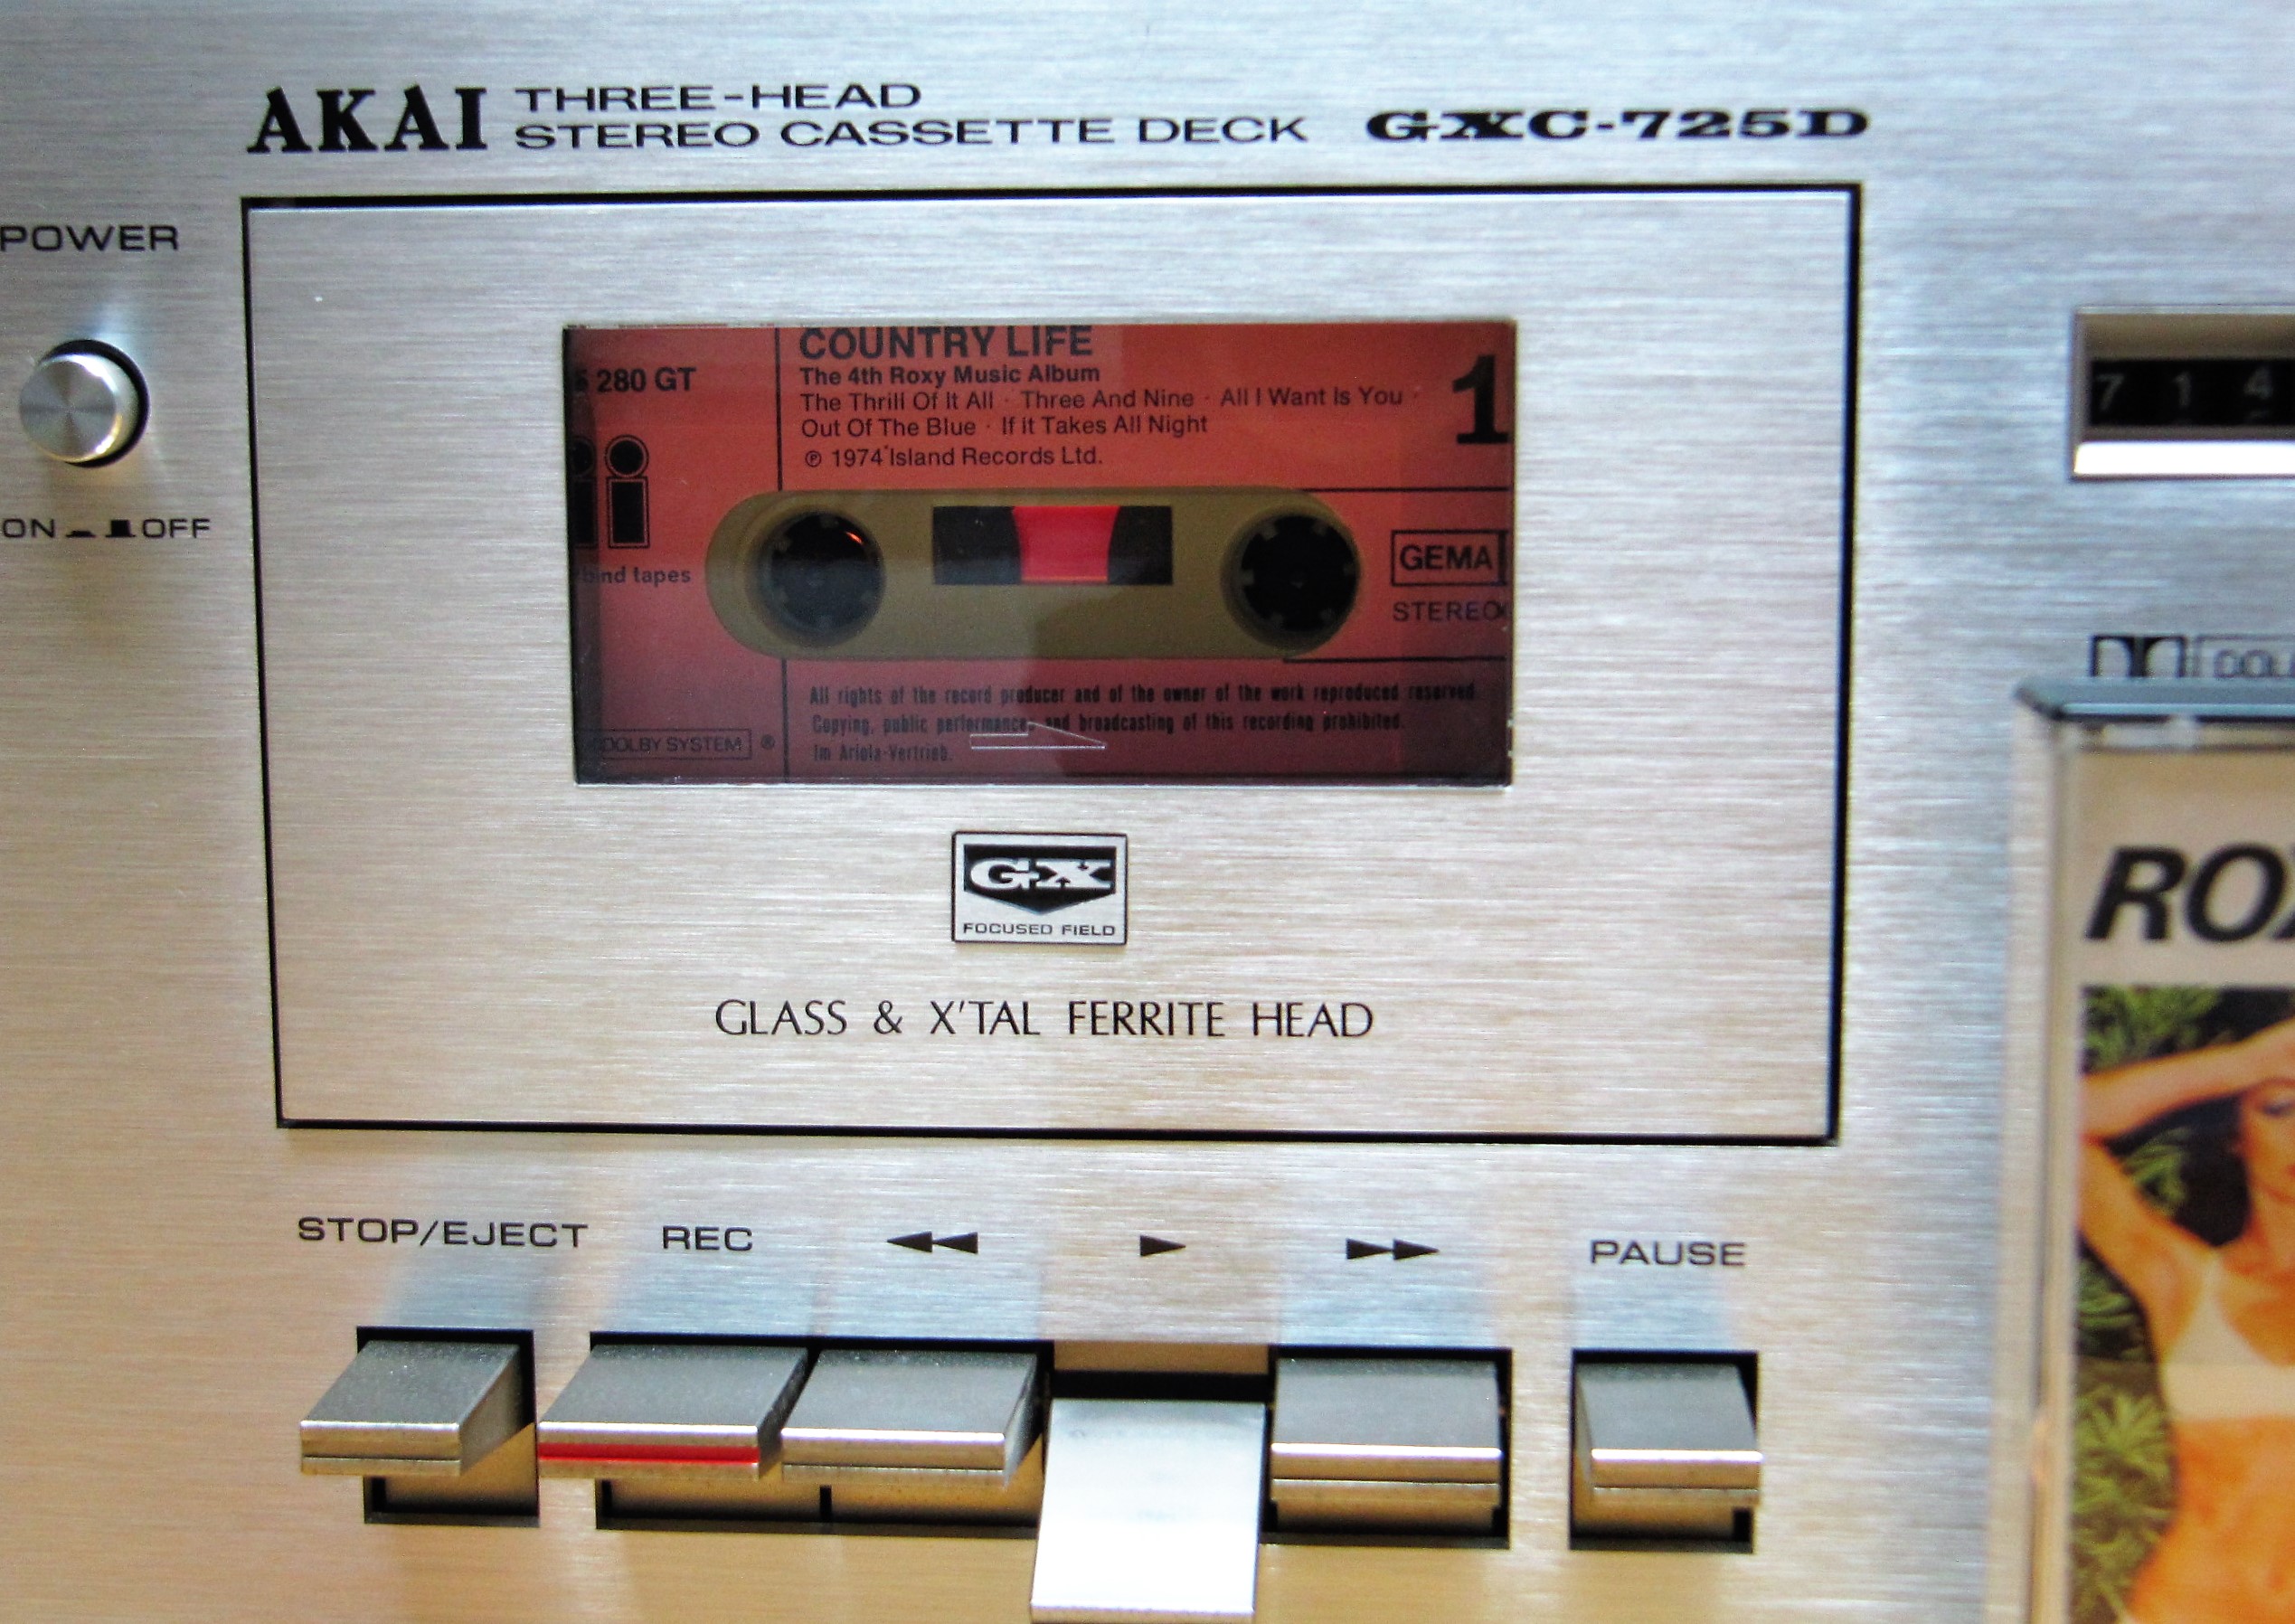 AKAI THREE-HEAD
STEREO CASSETTE DECK GXC-725D
POWER
ON OFF
COUNTRY LIFE
The 4th Roxy Music Album
The Thrill Of It All · Three And Nine · All I Want Is You ·
Out Of The Blue · If it Takes All Night
℗ 1974 Island Records Ltd.
1
280 GT
tapes
GEMA
STEREO
All rights of the record producer and of the owner of the work reproduced reserved
Copying, public performance, and broadcasting of this recording prohibited.
Im Ariola-Vertrieb.
DOLBY SYSTEM ®
7 1 4
GX
FOCUSED FIELD
GLASS & X'TAL FERRITE HEAD
STOP/EJECT REC PAUSE